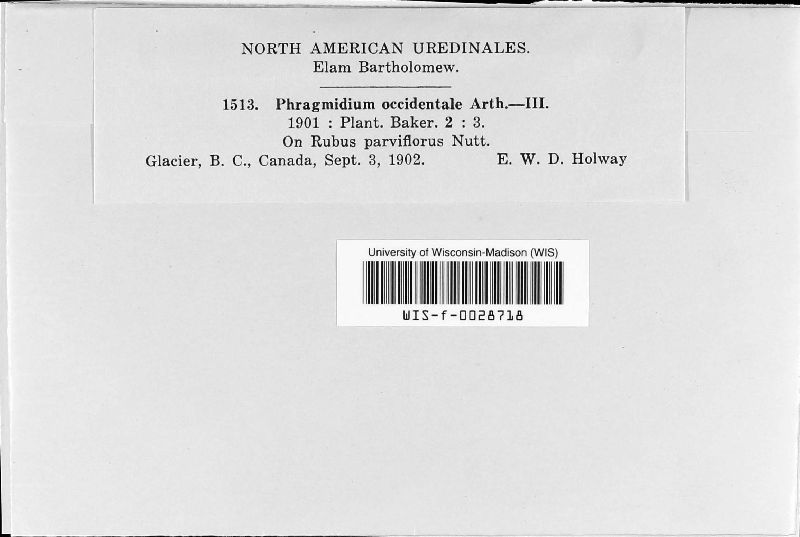 NORTH AMERICAN UREDINALES.
Elam Bartholomew.
1513. Phragmidium occidentale Arth.—III.
1901 : Plant. Baker. 2 : 3.
On Rubus parviflorus Nutt.
Glacier, B. C., Canada, Sept. 3, 1902. E. W. D. Holway
University of Wisconsin-Madison (WIS)
WIS-f-0028718